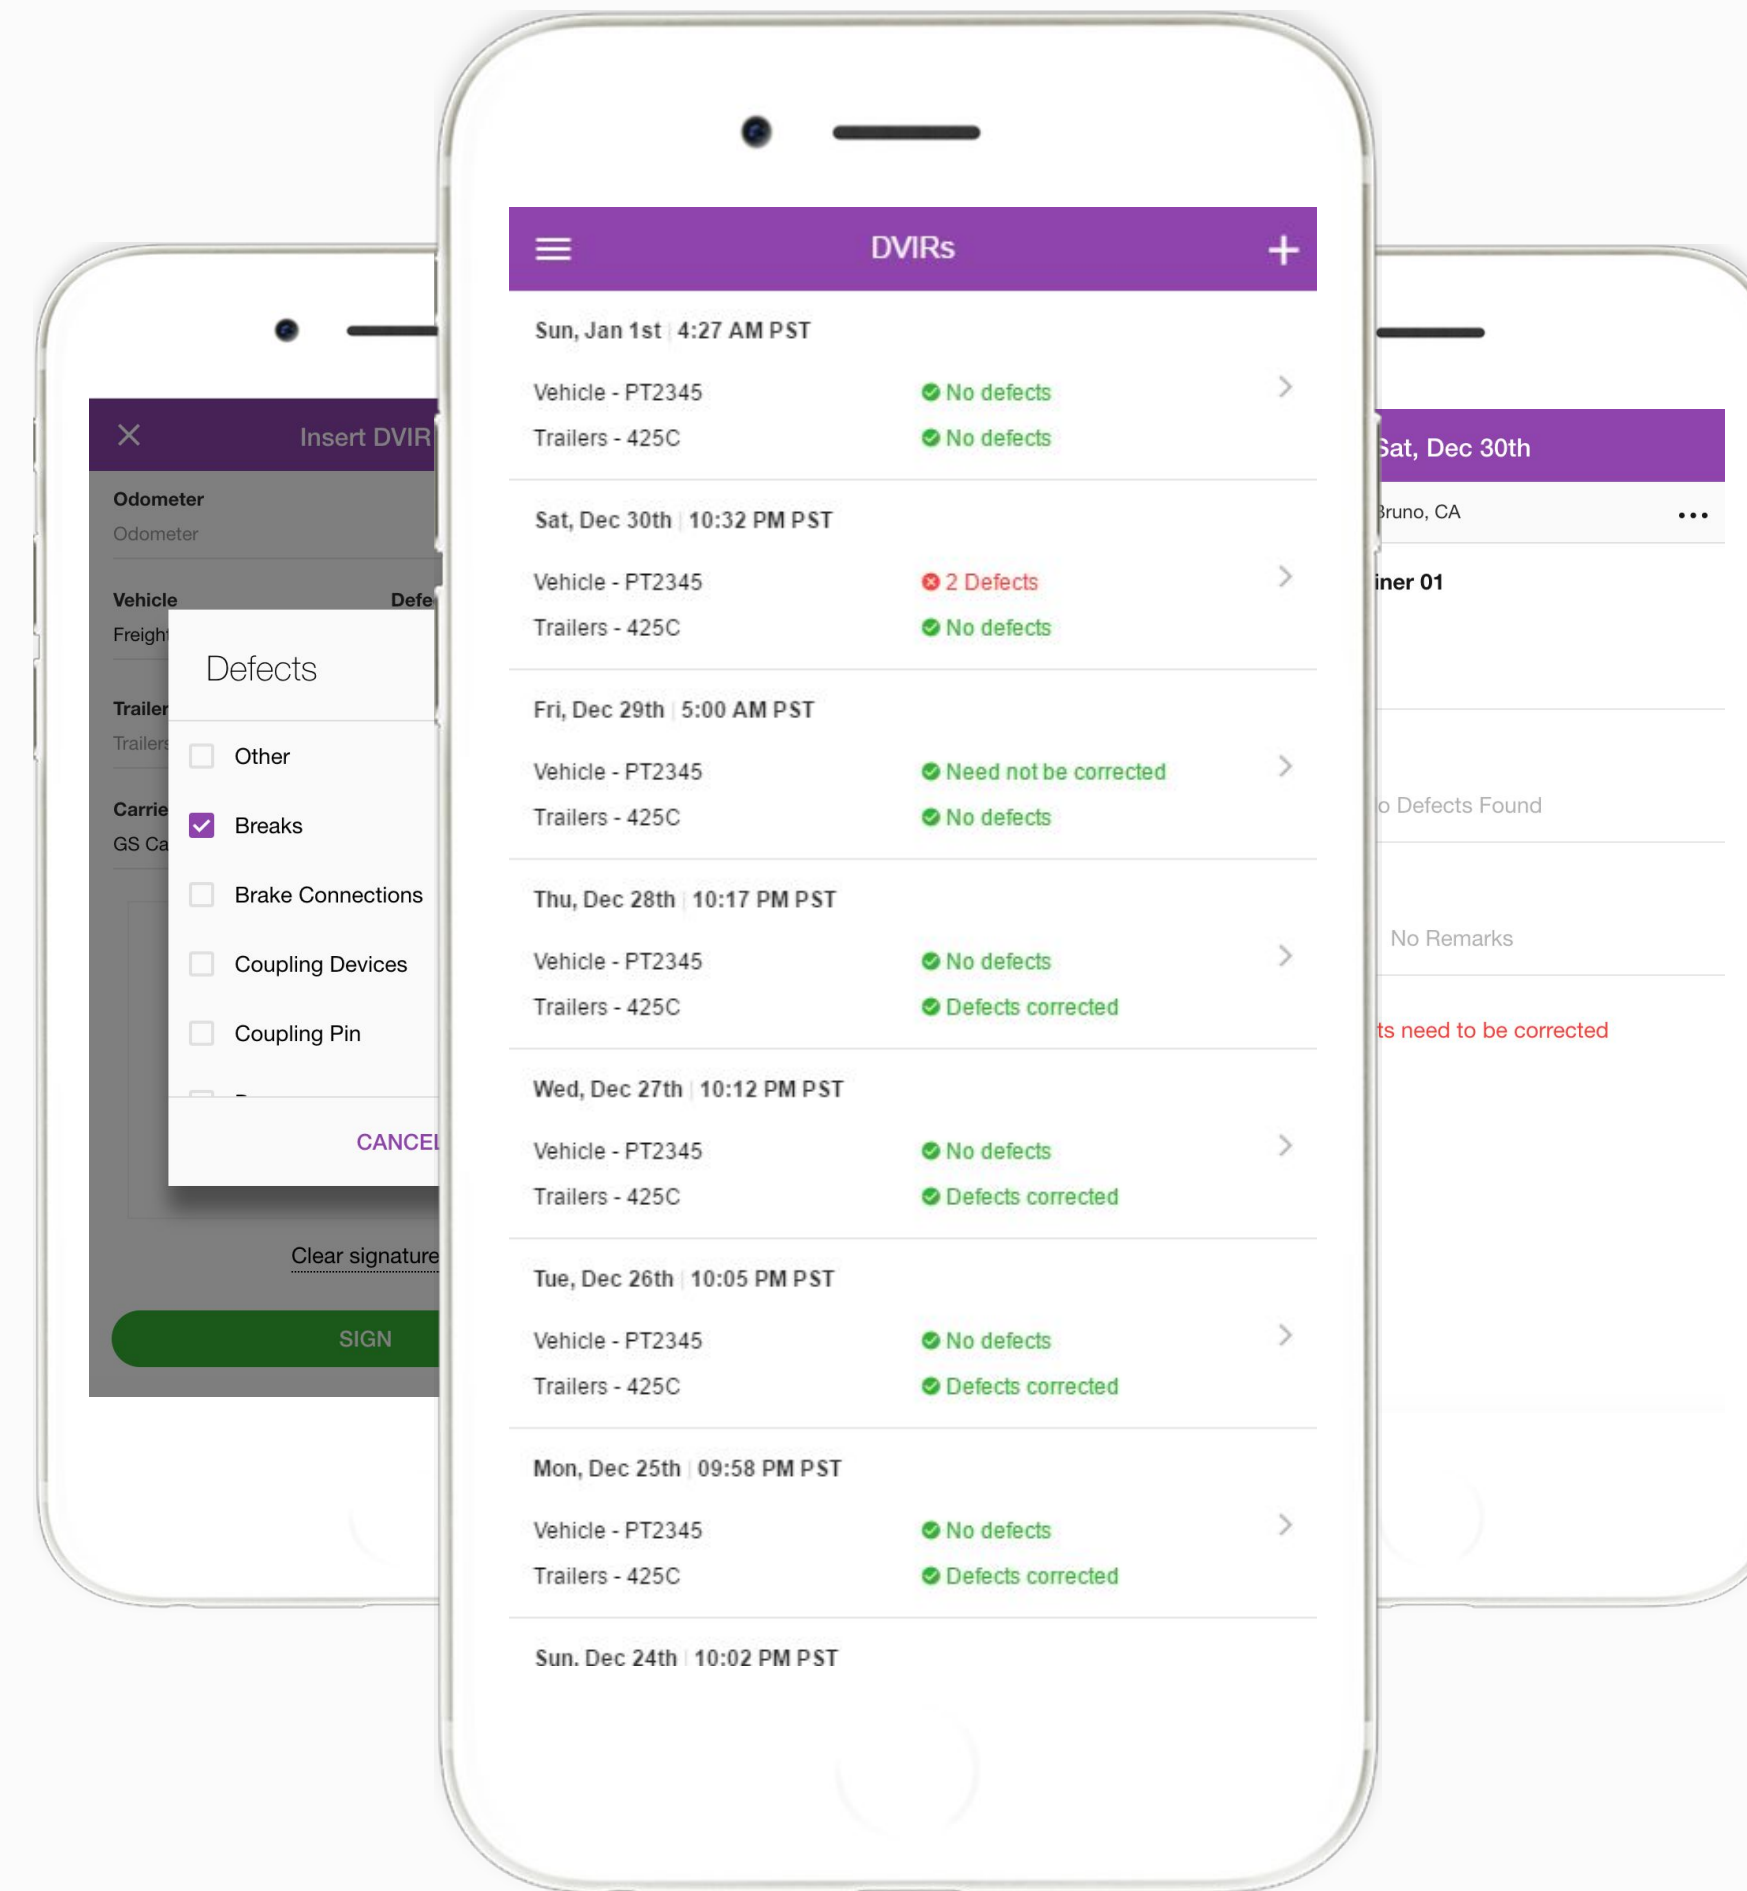 Insert DVIR
Odometer
Odometer
Vehicle
Defe
Freigh
Trailer
Trailers
Carrie
GS Ca
Defects
Other
Breaks
Brake Connections
Coupling Devices
Coupling Pin
CANCEL
Clear signature
SIGN
DVIRs
Sun, Jan 1st | 4:27 AM PST
Vehicle - PT2345 No defects
Trailers - 425C No defects
Sat, Dec 30th | 10:32 PM PST
Vehicle - PT2345 2 Defects
Trailers - 425C No defects
Fri, Dec 29th | 5:00 AM PST
Vehicle - PT2345 Need not be corrected
Trailers - 425C No defects
Thu, Dec 28th | 10:17 PM PST
Vehicle - PT2345 No defects
Trailers - 425C Defects corrected
Wed, Dec 27th | 10:12 PM PST
Vehicle - PT2345 No defects
Trailers - 425C Defects corrected
Tue, Dec 26th | 10:05 PM PST
Vehicle - PT2345 No defects
Trailers - 425C Defects corrected
Mon, Dec 25th | 09:58 PM PST
Vehicle - PT2345 No defects
Trailers - 425C Defects corrected
Sun. Dec 24th | 10:02 PM PST
Sat, Dec 30th
Bruno, CA
iner 01
o Defects Found
No Remarks
ts need to be corrected